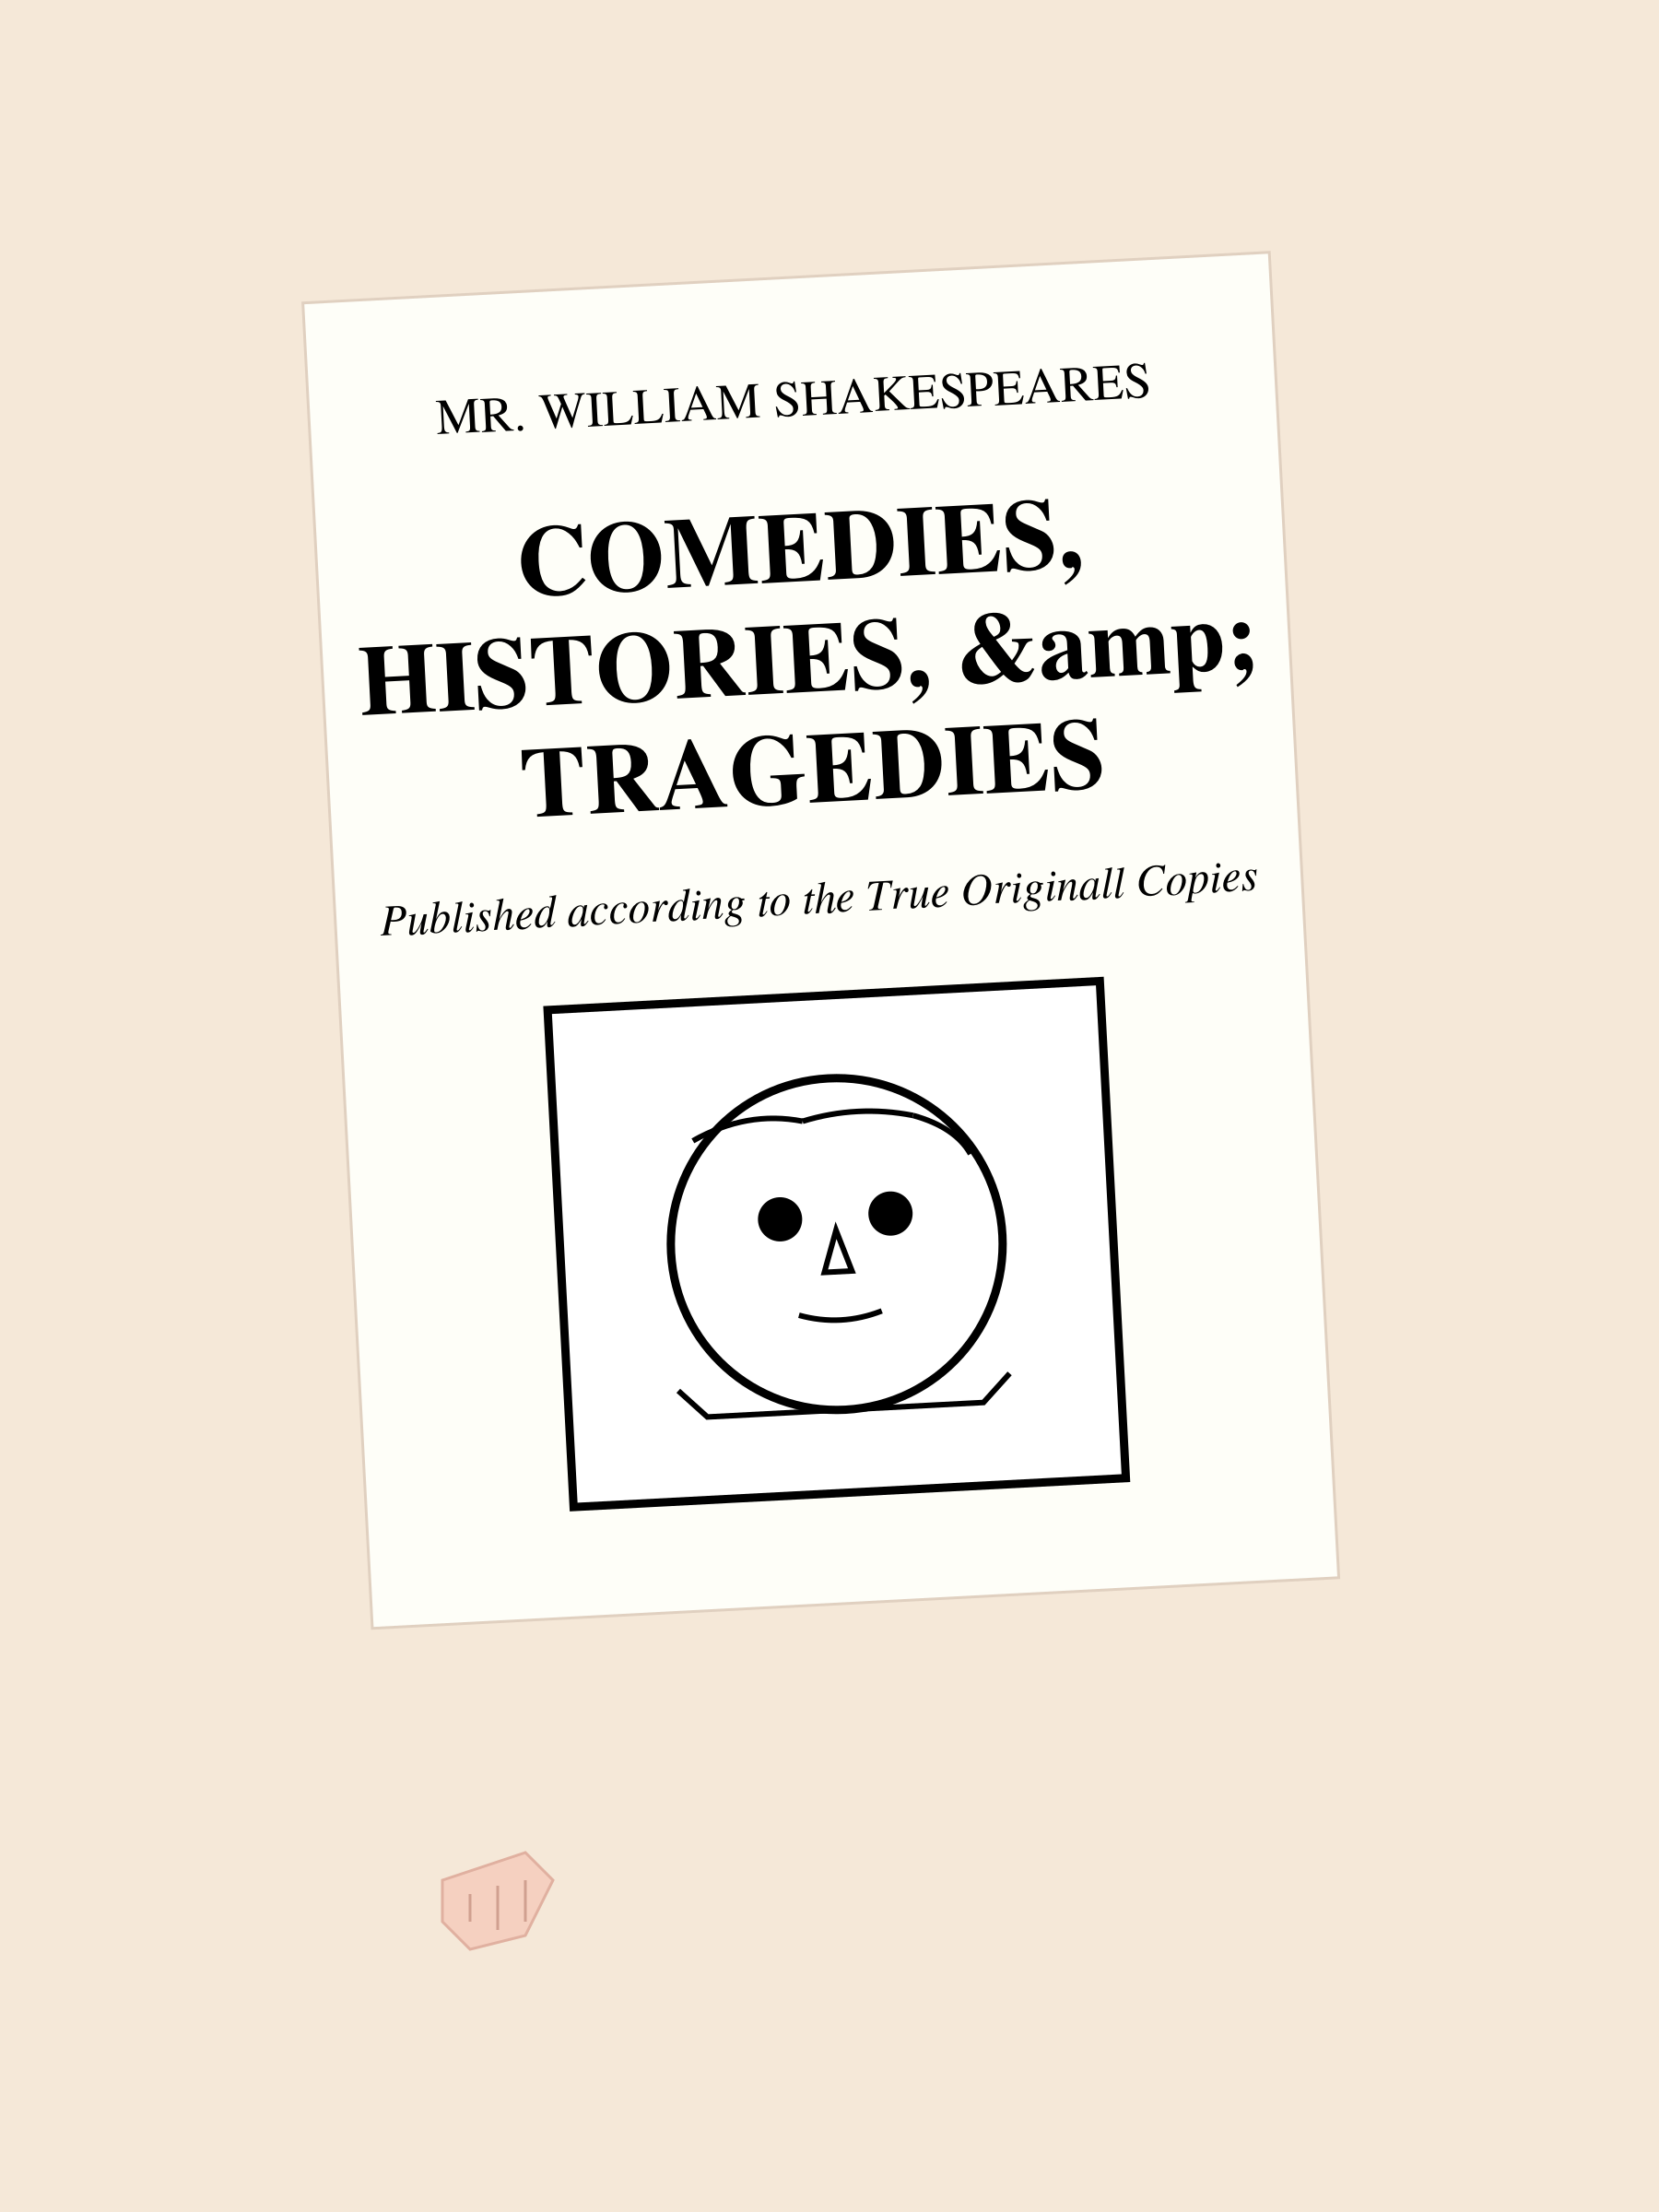 MR. WILLIAM SHAKESPEARES
COMEDIES,
HISTORIES, &amp;
TRAGEDIES
Published according to the True Originall Copies